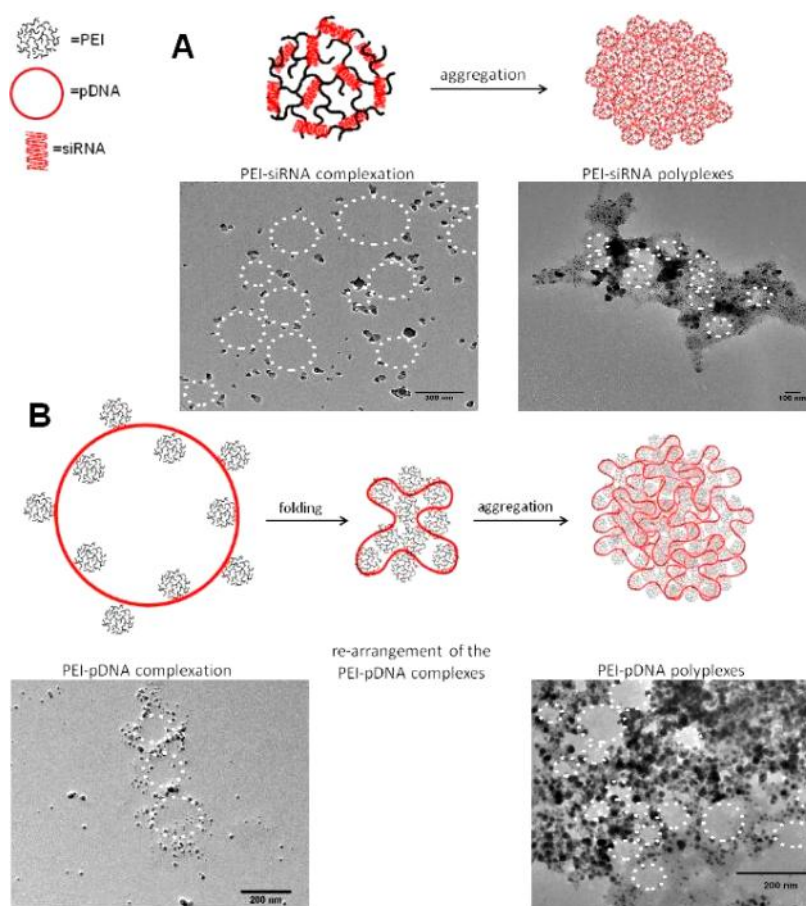 =PEI
=pDNA
=siRNA
A
aggregation
PEI-siRNA complexation
PEI-siRNA polyplexes
300 nm
100 nm
B
folding
aggregation
PEI-pDNA complexation
re-arrangement of the
PEI-pDNA complexes
PEI-pDNA polyplexes
200 nm
200 nm